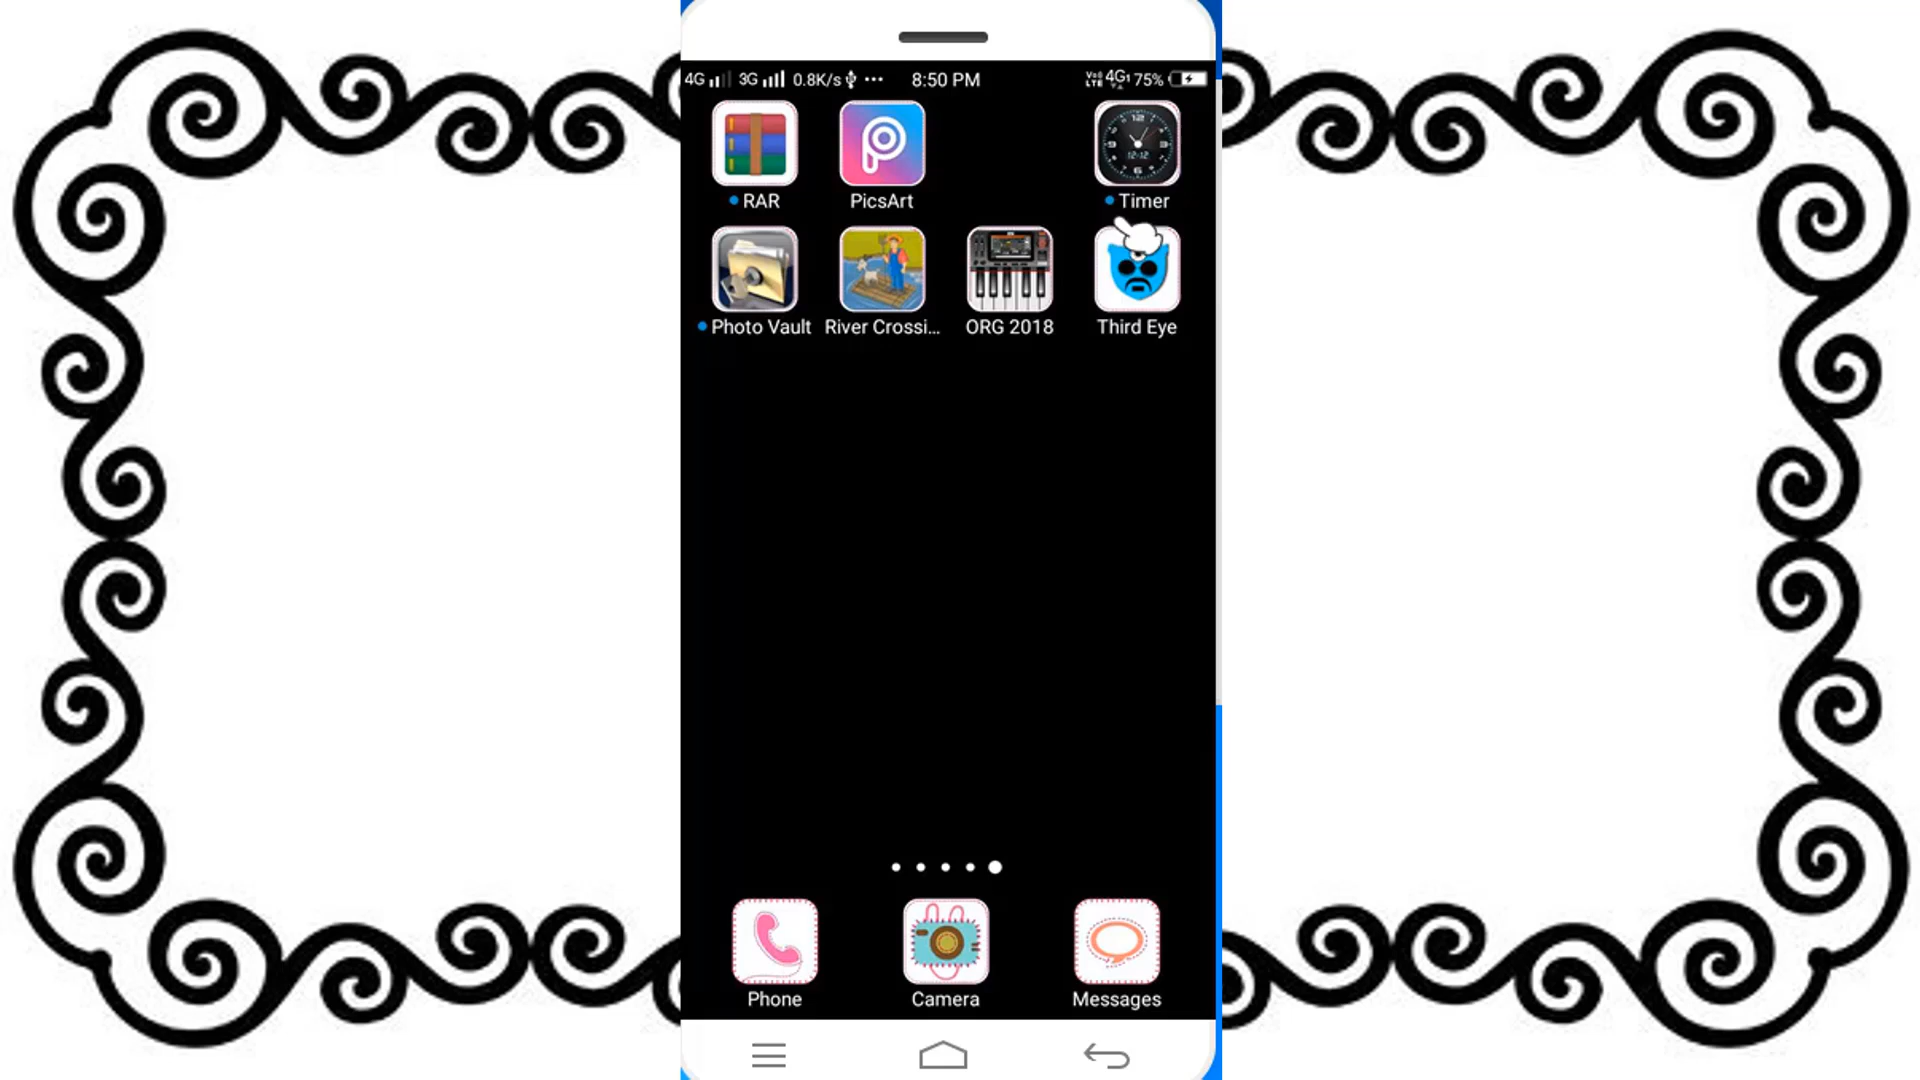 4G 3G 0.8K/s ... 8:50 PM VoLTE 4G 75%
RAR PicsArt Timer
Photo Vault River Crossi... ORG 2018 Third Eye
Phone Camera Messages